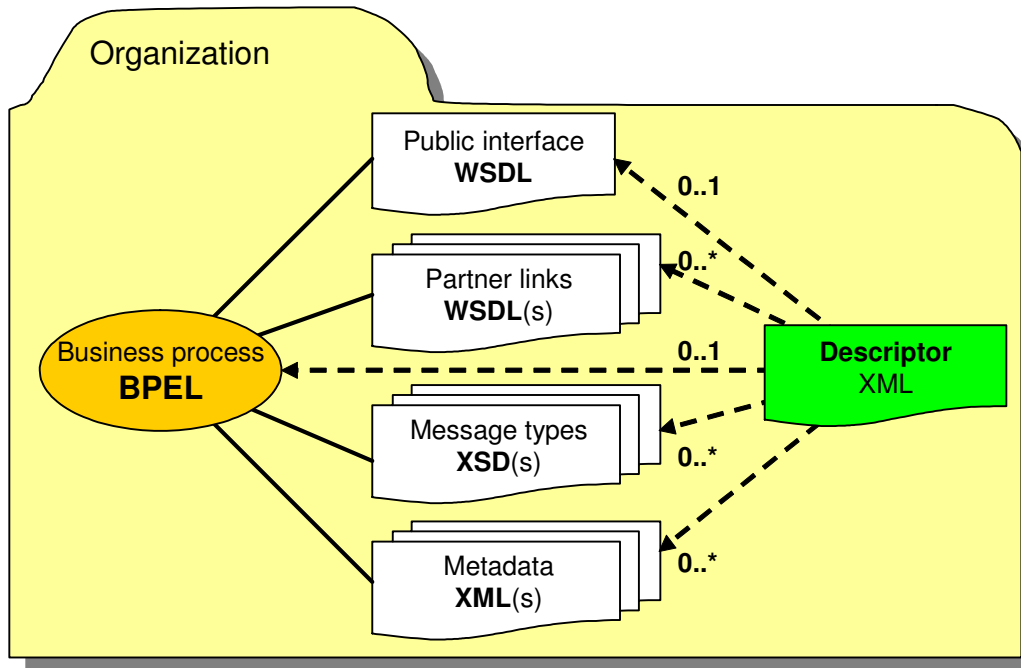 Organization
Public interface
WSDL
0..1
Partner links
WSDL(s)
0..*
Business process
BPEL
0..1
Descriptor
XML
Message types
XSD(s)
0..*
Metadata
XML(s)
0..*